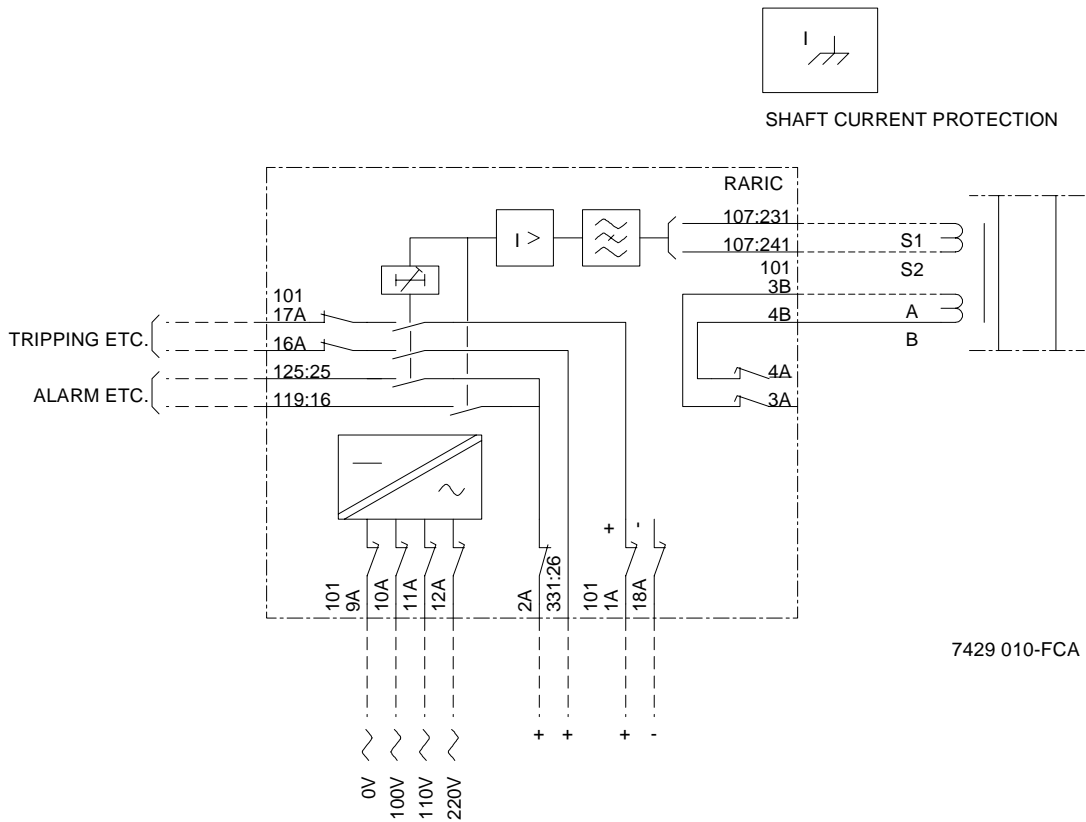 I
SHAFT CURRENT PROTECTION
RARIC
107:231
I >
107:241
S1
S2
101
3B
101
17A
4B
A
TRIPPING ETC.
B
16A
125:25
4A
ALARM ETC.
119:16
3A
+
-
101
9A
10A
11A
12A
2A
331:26
101
1A
18A
7429 010-FCA
+
+
+
-
0V
100V
110V
220V